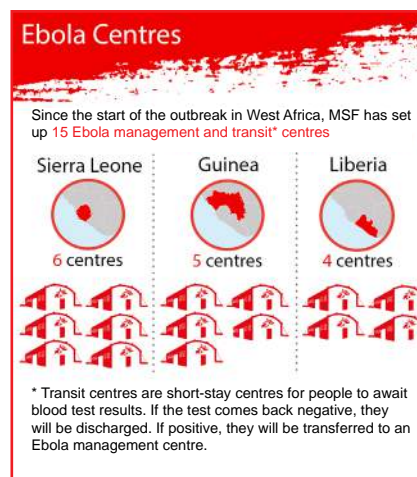 Ebola Centres
Since the start of the outbreak in West Africa, MSF has set
up 15 Ebola management and transit* centres
Sierra Leone
Guinea
Liberia
6 centres
5 centres
4 centres
* Transit centres are short-stay centres for people to await
blood test results. If the test comes back negative, they
will be discharged. If positive, they will be transferred to an
Ebola management centre.